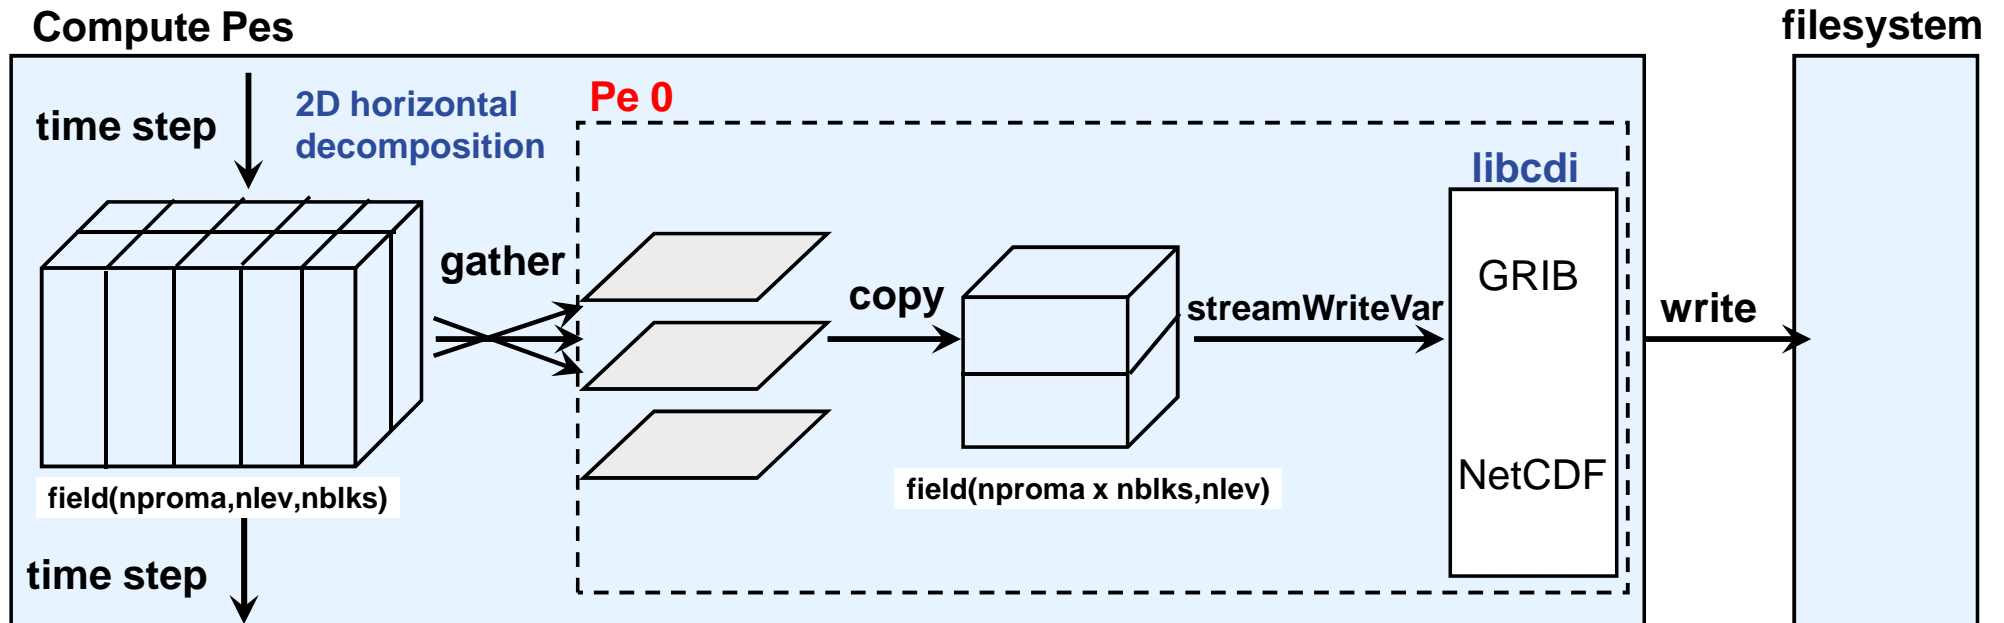 Compute Pes
filesystem
time step
2D horizontal
decomposition
Pe 0
libcdi
gather
copy
streamWriteVar
GRIB
write
NetCDF
field(nproma,nlev,nblks)
field(nproma x nblks,nlev)
time step